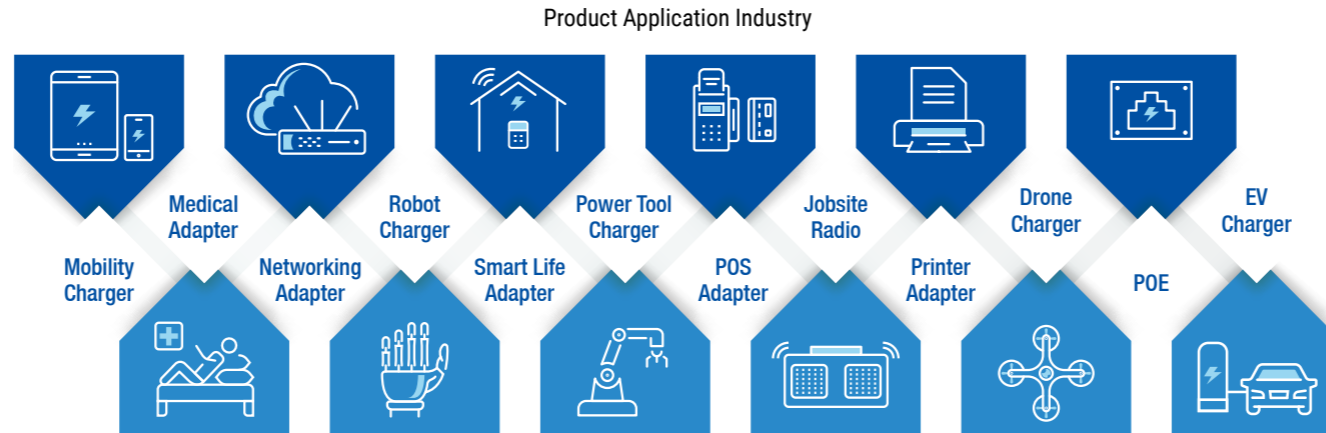 Product Application Industry
Medical
Adapter
Robot
Charger
Power Tool
Charger
Jobsite
Radio
Drone
Charger
EV
Charger
Mobility
Charger
Networking
Adapter
Smart Life
Adapter
POS
Adapter
Printer
Adapter
POE